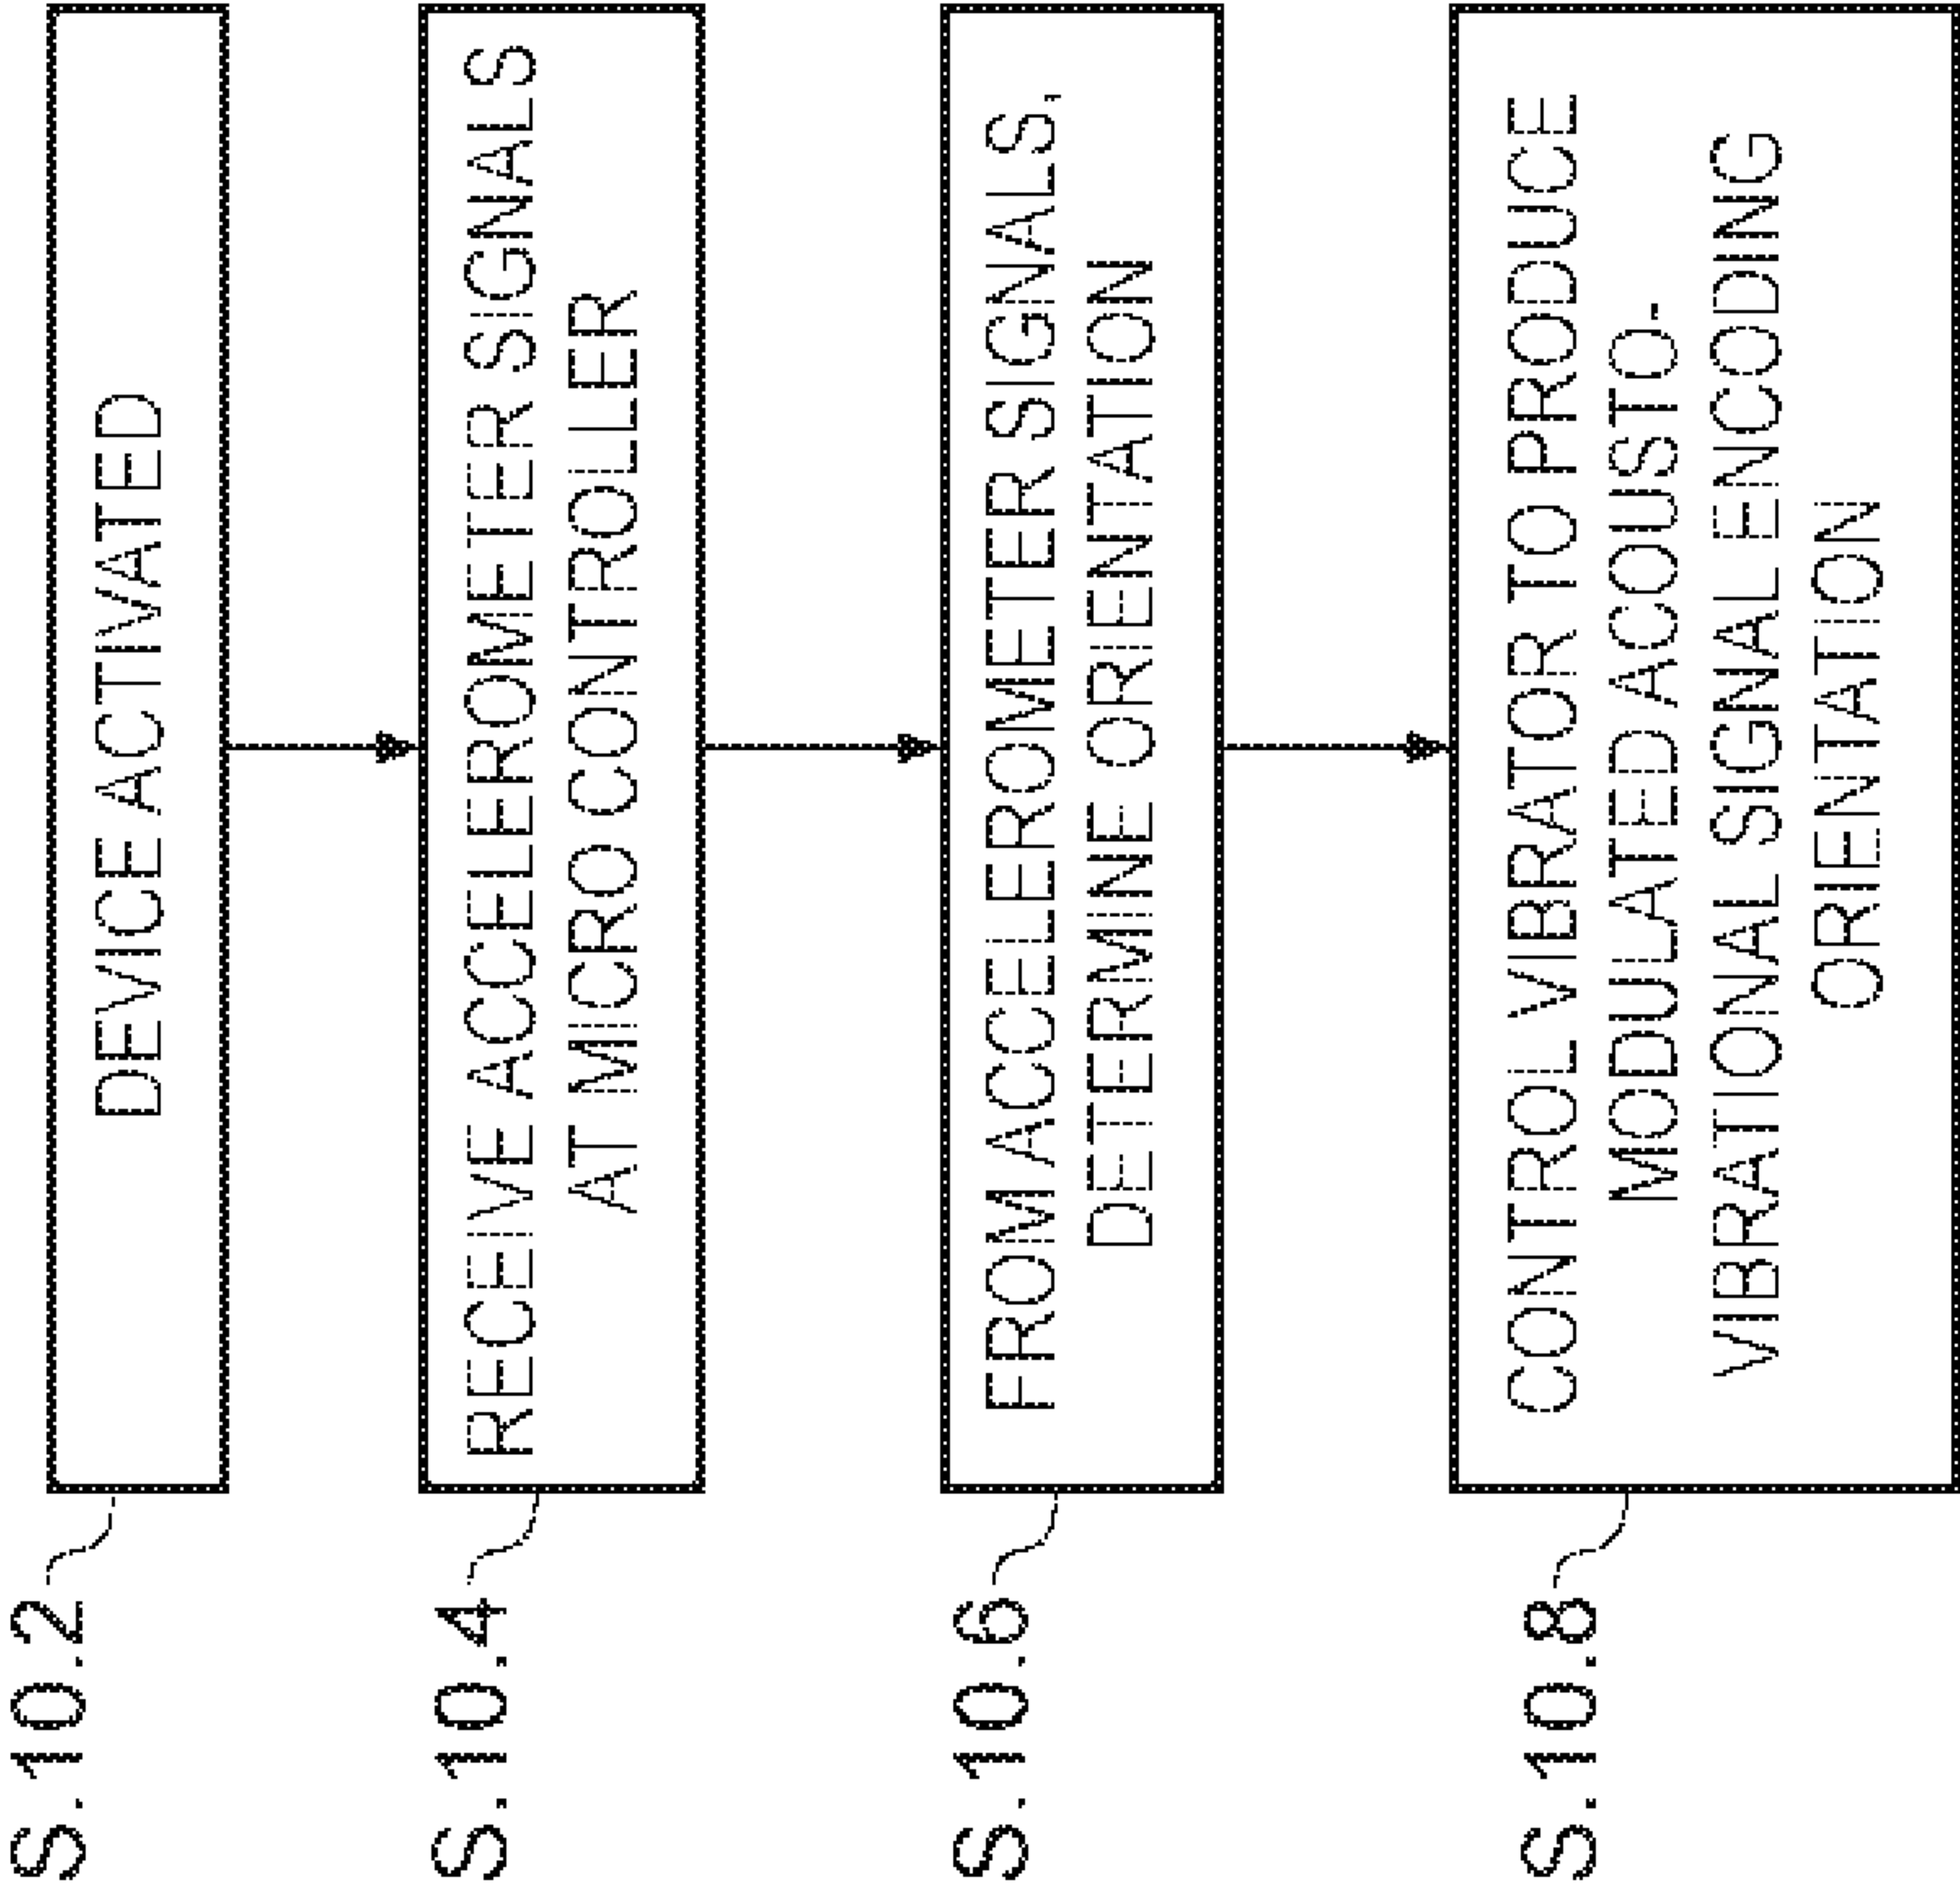 S.10.2
DEVICE ACTIVATED
S.10.4
RECEIVE ACCELEROMETER SIGNALS
AT MICRO CONTROLLER
S.10.6
FROM ACCELEROMETER SIGNALS,
DETERMINE ORIENTATION
S.10.8
CONTROL VIBRATOR TO PRODUCE
MODULATED ACOUSTO-
VIBRATIONAL SIGNAL ENCODING
ORIENTATION